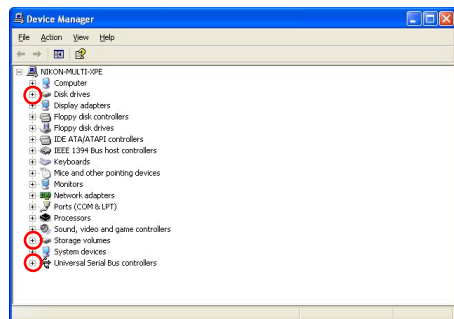 Device Manager
File Action View Help
NIKON-MULTI-XPE
Computer
Disk drives
Display adapters
Floppy disk controllers
Floppy disk drives
IDE ATA/ATAPI controllers
IEEE 1394 Bus host controllers
Keyboards
Mice and other pointing devices
Monitors
Network adapters
Ports (COM & LPT)
Processors
Sound, video and game controllers
Storage volumes
System devices
Universal Serial Bus controllers